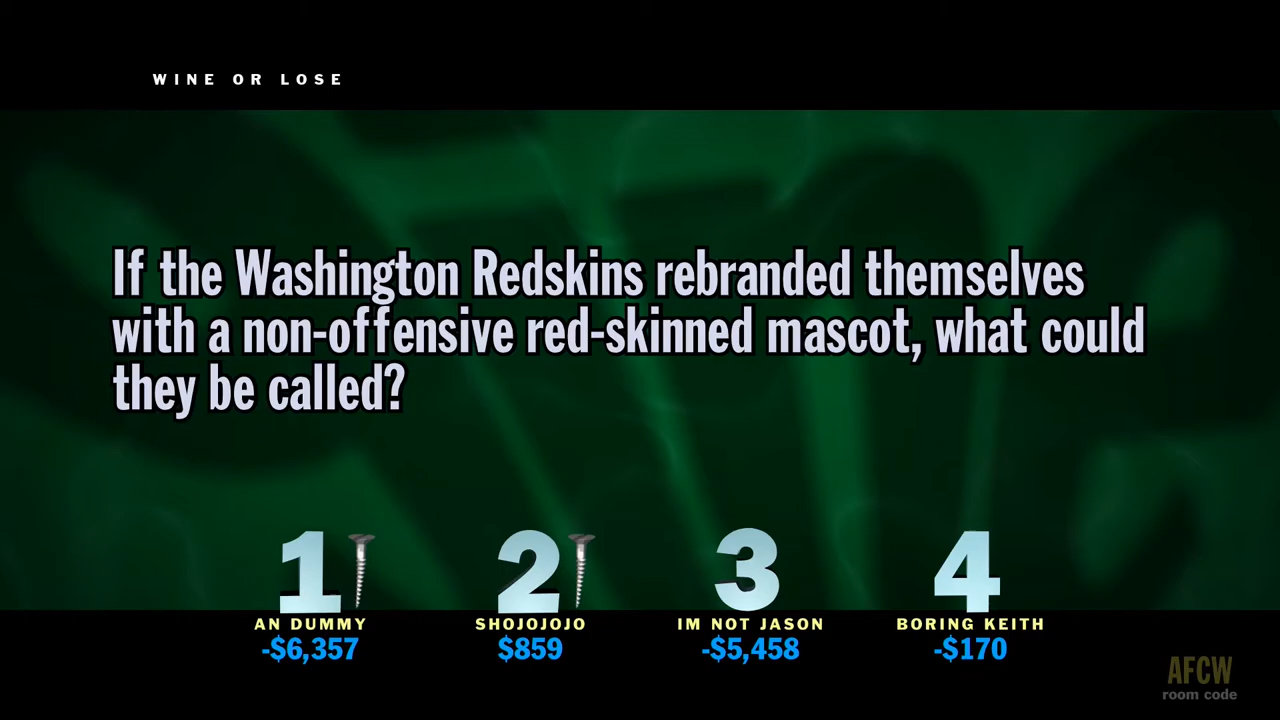 WINE OR LOSE
If the Washington Redskins rebranded themselves
with a non-offensive red-skinned mascot, what could
they be called?
1 2 3 4
AN DUMMY SHOJOJOJO IM NOT JASON BORING KEITH
-$6,357 $859 -$5,458 -$170
AFCW
room code